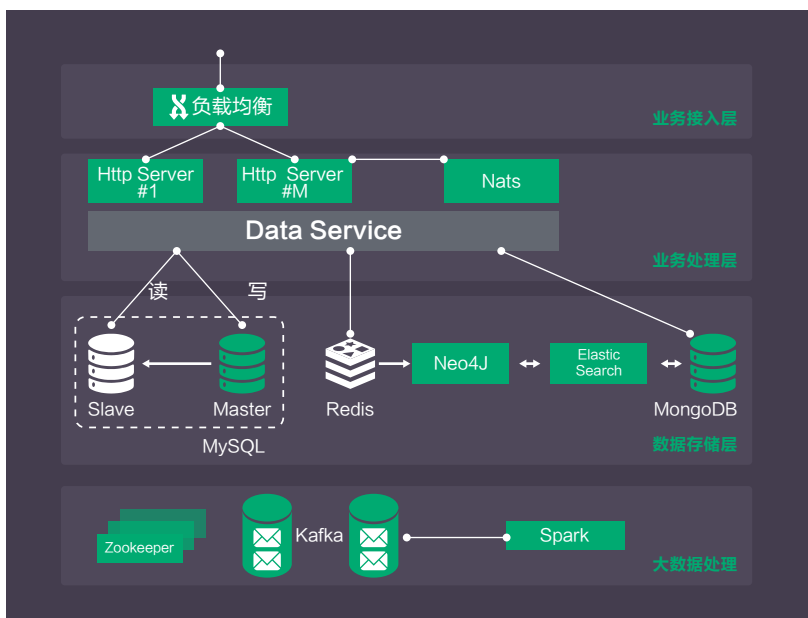 负载均衡
业务接入层
Http Server
#1
Http Server
#M
Nats
Data Service
业务处理层
读
写
Slave
Master
MySQL
Redis
Neo4J
Elastic
Search
MongoDB
数据存储层
Zookeeper
Kafka
Spark
大数据处理